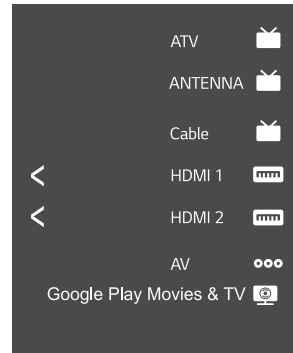 ATV
ANTENNA
Cable
< HDMI 1
< HDMI 2
AV
Google Play Movies & TV